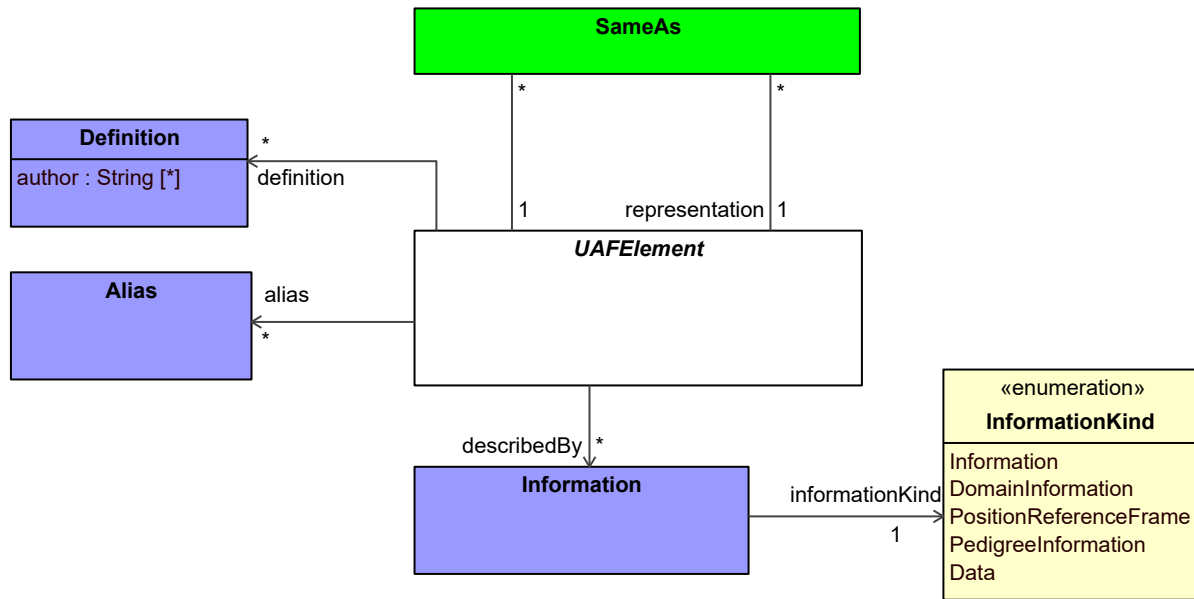 SameAs
*
*
Definition
author : String [*]
*
definition
1
representation
1
UAFElement
Alias
alias
*
describedBy
*
Information
informationKind
1
«enumeration»
InformationKind
Information
DomainInformation
PositionReferenceFrame
PedigreeInformation
Data